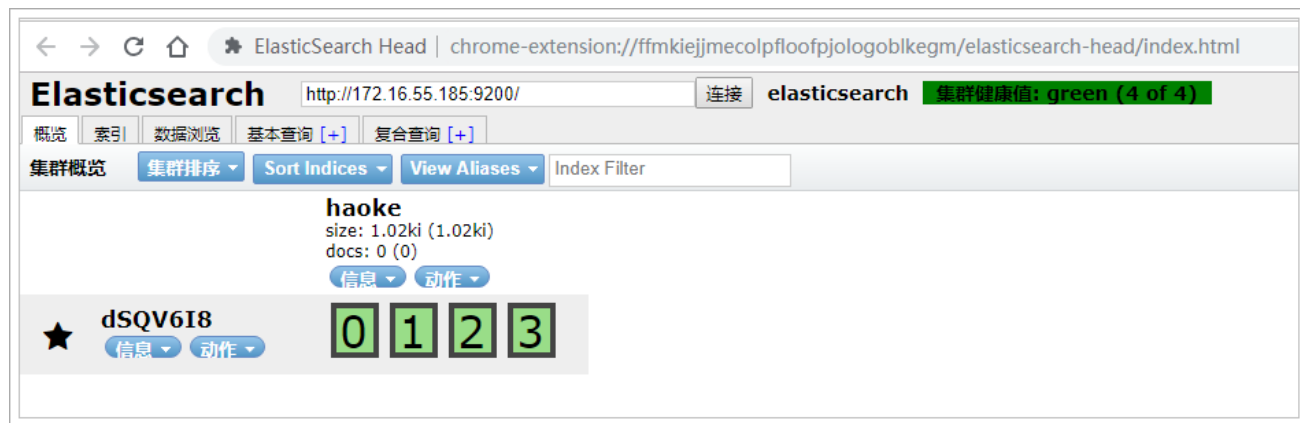 ElasticSearch Head | chrome-extension://ffmkiejjmecolpfloofpjologoblkegm/elasticsearch-head/index.html
Elasticsearch http://172.16.55.185:9200/ 连接 elasticsearch 集群健康值: green (4 of 4)
概览 索引 数据浏览 基本查询 [+] 复合查询 [+]
集群概览 集群排序 Sort Indices View Aliases Index Filter
haoke
size: 1.02ki (1.02ki)
docs: 0 (0)
信息 动作
dSQV6I8 0 1 2 3
信息 动作